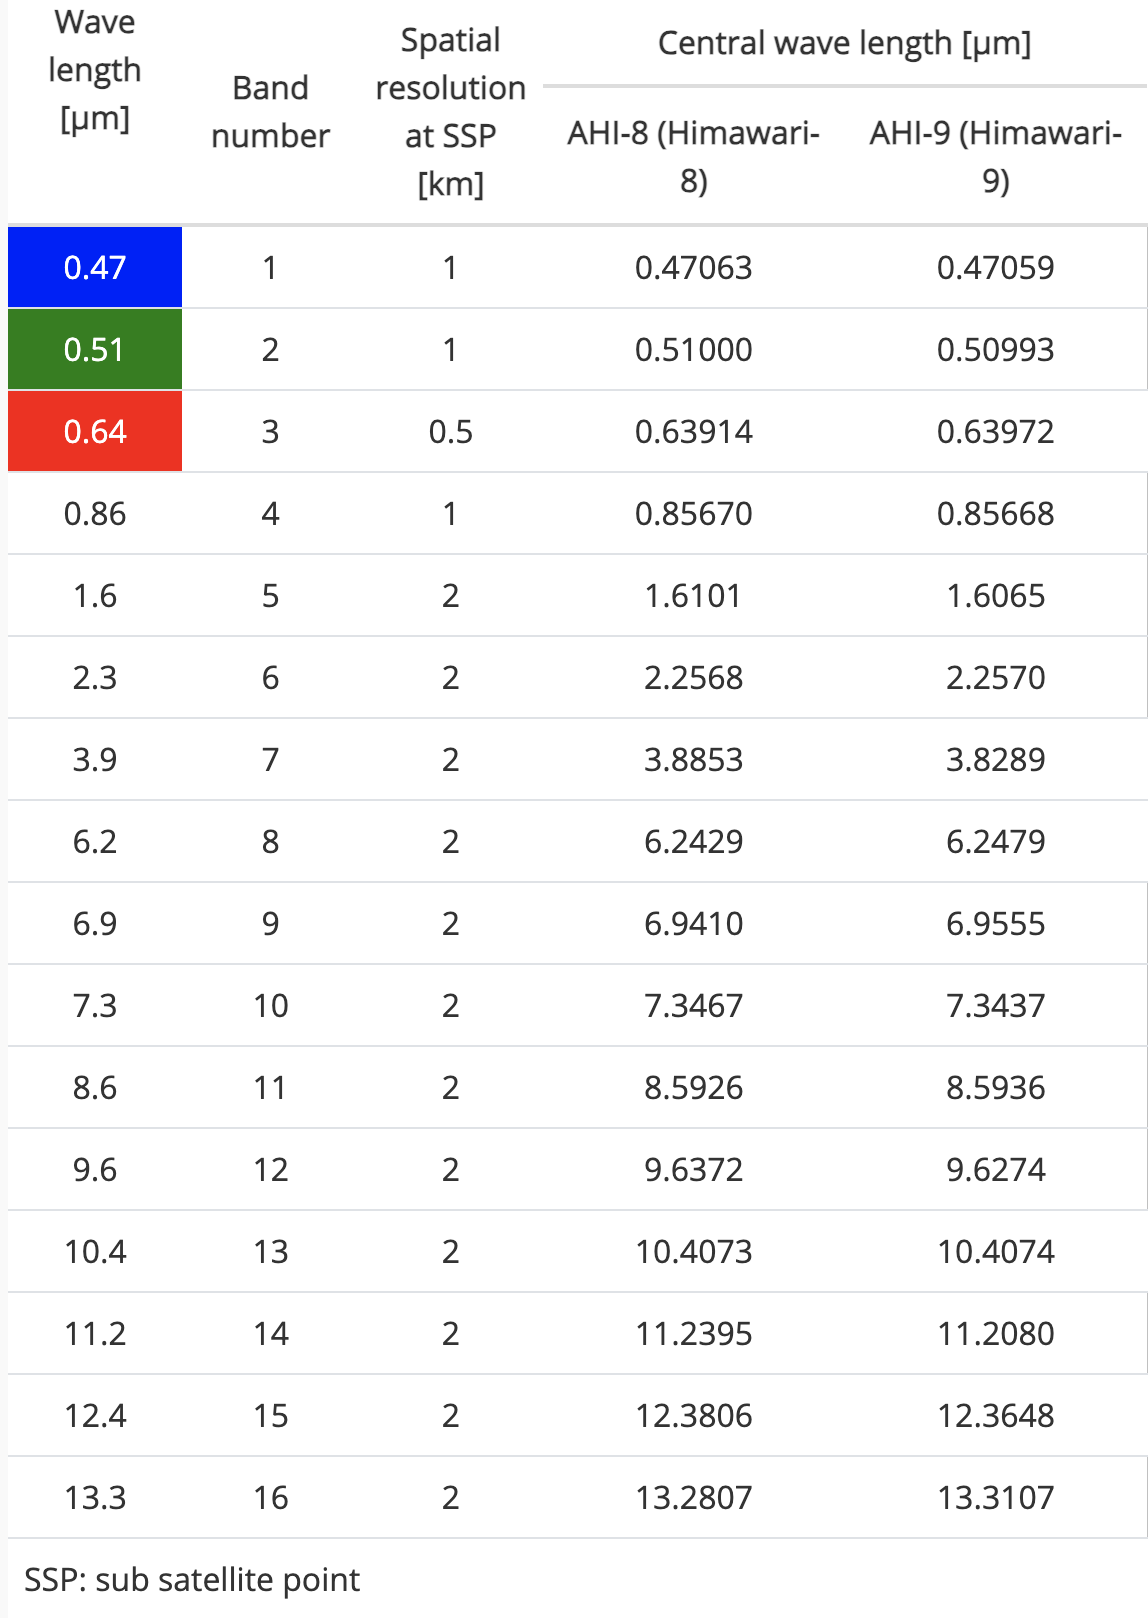 Wave length [μm] Band number Spatial resolution at SSP [km] Central wave length [μm]
AHI-8 (Himawari-8) AHI-9 (Himawari-9)
0.47 1 1 0.47063 0.47059
0.51 2 1 0.51000 0.50993
0.64 3 0.5 0.63914 0.63972
0.86 4 1 0.85670 0.85668
1.6 5 2 1.6101 1.6065
2.3 6 2 2.2568 2.2570
3.9 7 2 3.8853 3.8289
6.2 8 2 6.2429 6.2479
6.9 9 2 6.9410 6.9555
7.3 10 2 7.3467 7.3437
8.6 11 2 8.5926 8.5936
9.6 12 2 9.6372 9.6274
10.4 13 2 10.4073 10.4074
11.2 14 2 11.2395 11.2080
12.4 15 2 12.3806 12.3648
13.3 16 2 13.2807 13.3107
SSP: sub satellite point